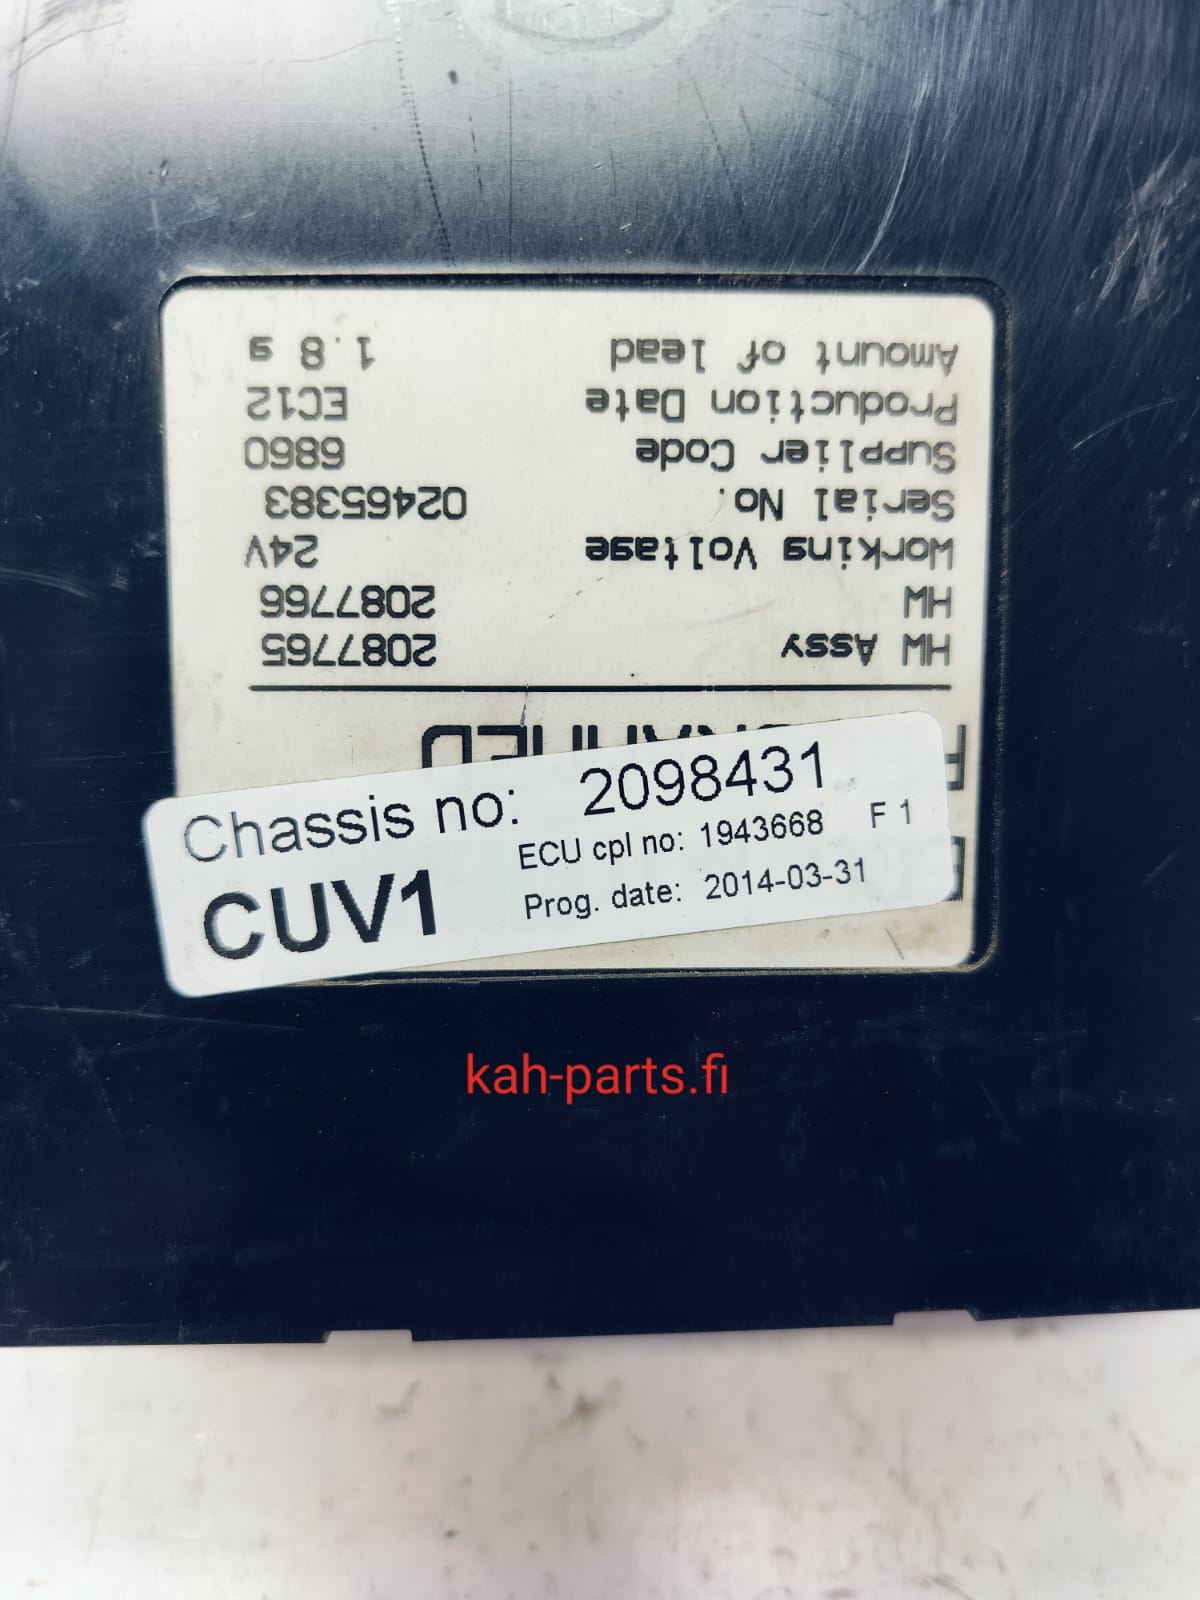 HW Assy 2087765
HW 2087766
Working Voltage 24V
Serial No. 02465383
Supplier Code 6860
Production Date EC12
Amount of lead 1.8 g
Chassis no: 2098431
CUV1 ECU cpl no: 1943668 F 1
Prog. date: 2014-03-31
kah-parts.fi